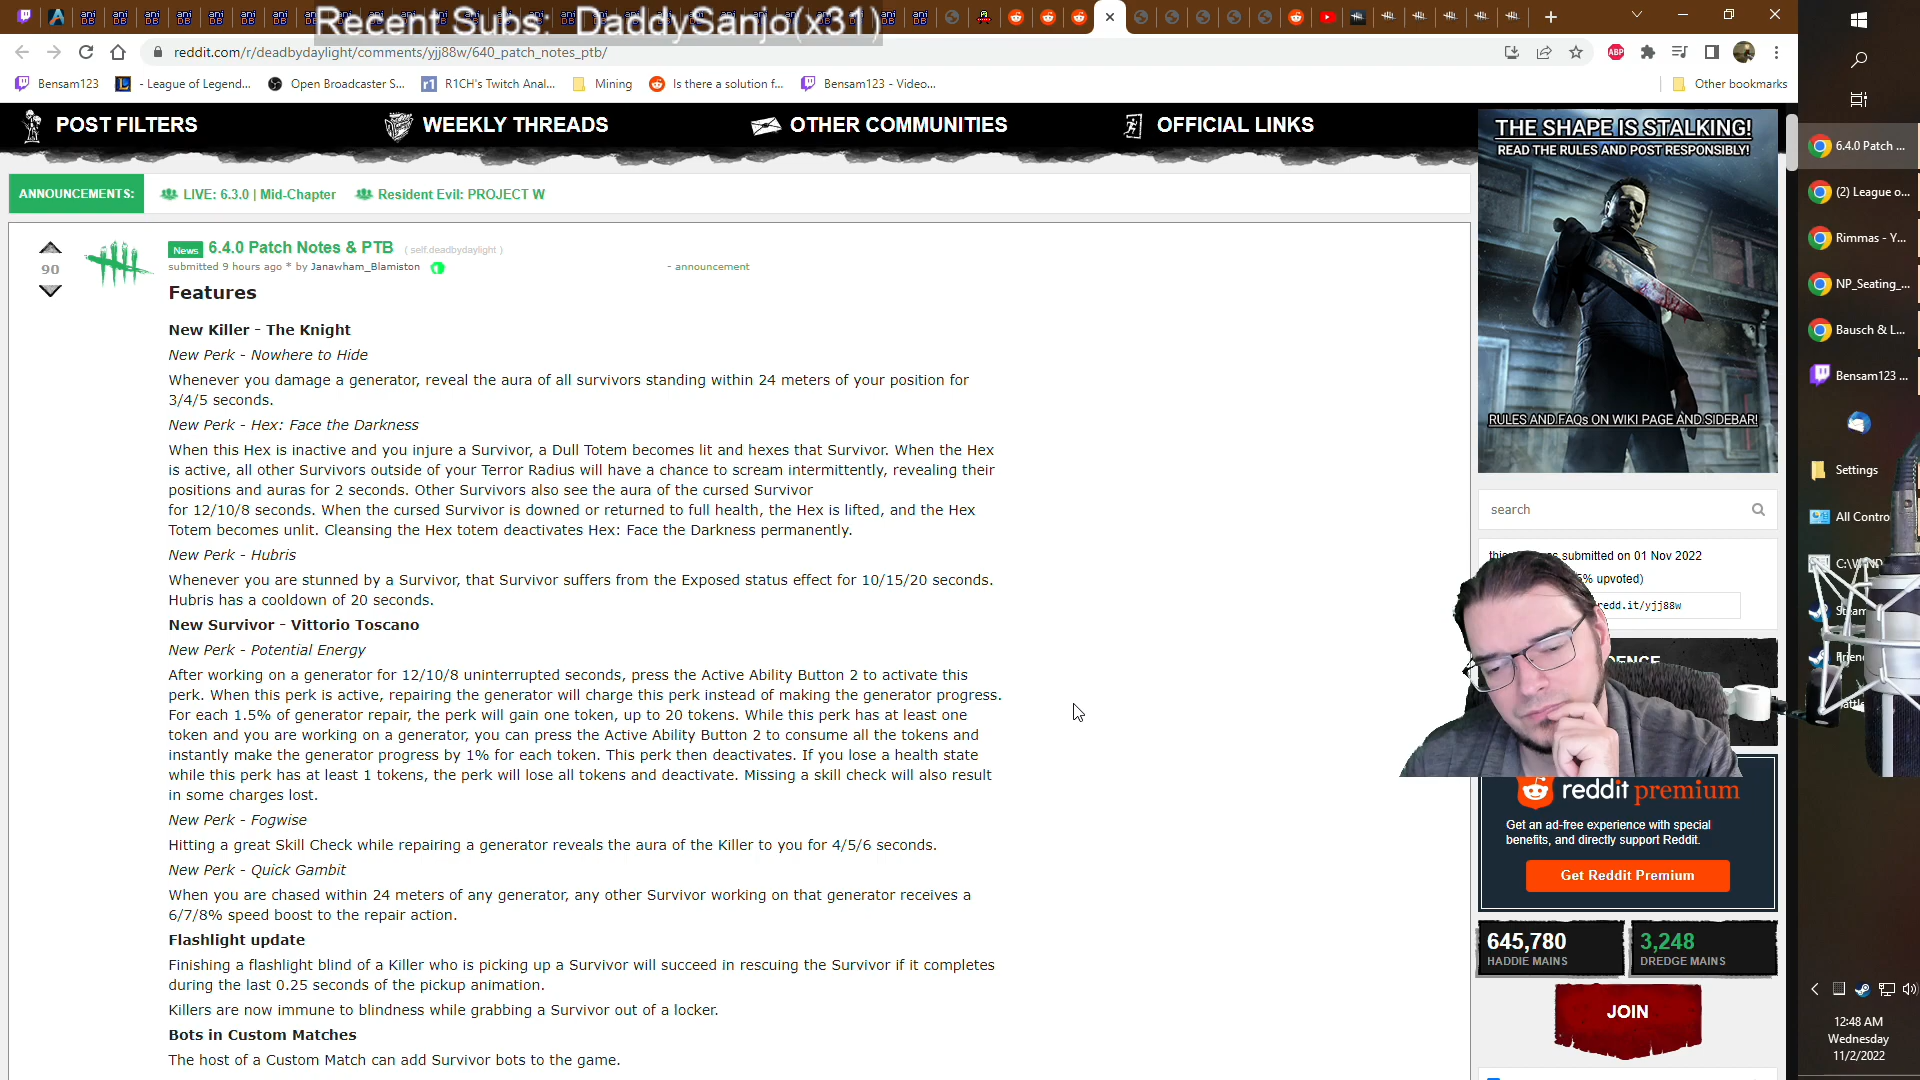 Recent Subs: DaddySanjo(x31)
reddit.com/r/deadbydaylight/comments/yjj88w/640_patch_notes_ptb/
Bensam123
- League of Legend...
Open Broadcaster S...
R1CH's Twitch Anal...
Mining
Is there a solution f...
Bensam123 - Video...
Other bookmarks
POST FILTERS
WEEKLY THREADS
OTHER COMMUNITIES
OFFICIAL LINKS
ANNOUNCEMENTS:
LIVE: 6.3.0 | Mid-Chapter
Resident Evil: PROJECT W
90
News 6.4.0 Patch Notes & PTB ( self.deadbydaylight )
submitted 9 hours ago * by Janawham_Blamiston
- announcement
Features
New Killer - The Knight
New Perk - Nowhere to Hide
Whenever you damage a generator, reveal the aura of all survivors standing within 24 meters of your position for
3/4/5 seconds.
New Perk - Hex: Face the Darkness
When this Hex is inactive and you injure a Survivor, a Dull Totem becomes lit and hexes that Survivor. When the Hex
is active, all other Survivors outside of your Terror Radius will have a chance to scream intermittently, revealing their
positions and auras for 2 seconds. Other Survivors also see the aura of the cursed Survivor
for 12/10/8 seconds. When the cursed Survivor is downed or returned to full health, the Hex is lifted, and the Hex
Totem becomes unlit. Cleansing the Hex totem deactivates Hex: Face the Darkness permanently.
New Perk - Hubris
Whenever you are stunned by a Survivor, that Survivor suffers from the Exposed status effect for 10/15/20 seconds.
Hubris has a cooldown of 20 seconds.
New Survivor - Vittorio Toscano
New Perk - Potential Energy
After working on a generator for 12/10/8 uninterrupted seconds, press the Active Ability Button 2 to activate this
perk. When this perk is active, repairing the generator will charge this perk instead of making the generator progress.
For each 1.5% of generator repair, the perk will gain one token, up to 20 tokens. While this perk has at least one
token and you are working on a generator, you can press the Active Ability Button 2 to consume all the tokens and
instantly make the generator progress by 1% for each token. This perk then deactivates. If you lose a health state
while this perk has at least 1 tokens, the perk will lose all tokens and deactivate. Missing a skill check will also result
in some charges lost.
New Perk - Fogwise
Hitting a great Skill Check while repairing a generator reveals the aura of the Killer to you for 4/5/6 seconds.
New Perk - Quick Gambit
When you are chased within 24 meters of any generator, any other Survivor working on that generator receives a
6/7/8% speed boost to the repair action.
Flashlight update
Finishing a flashlight blind of a Killer who is picking up a Survivor will succeed in rescuing the Survivor if it completes
during the last 0.25 seconds of the pickup animation.
Killers are now immune to blindness while grabbing a Survivor out of a locker.
Bots in Custom Matches
The host of a Custom Match can add Survivor bots to the game.
THE SHAPE IS STALKING!
READ THE RULES AND POST RESPONSIBLY!
RULES AND FAQs ON WIKI PAGE AND SIDEBAR!
search
submitted on 01 Nov 2022
5% upvoted)
redd.it/yjj88w
reddit premium
Get an ad-free experience with special
benefits, and directly support Reddit.
Get Reddit Premium
645,780
HADDIE MAINS
3,248
DREDGE MAINS
JOIN
6.4.0 Patch ...
(2) League o...
Rimmas - Y...
NP_Seating_...
Bausch & L...
Bensam123 ...
Settings
All Contro
12:48 AM
Wednesday
11/2/2022